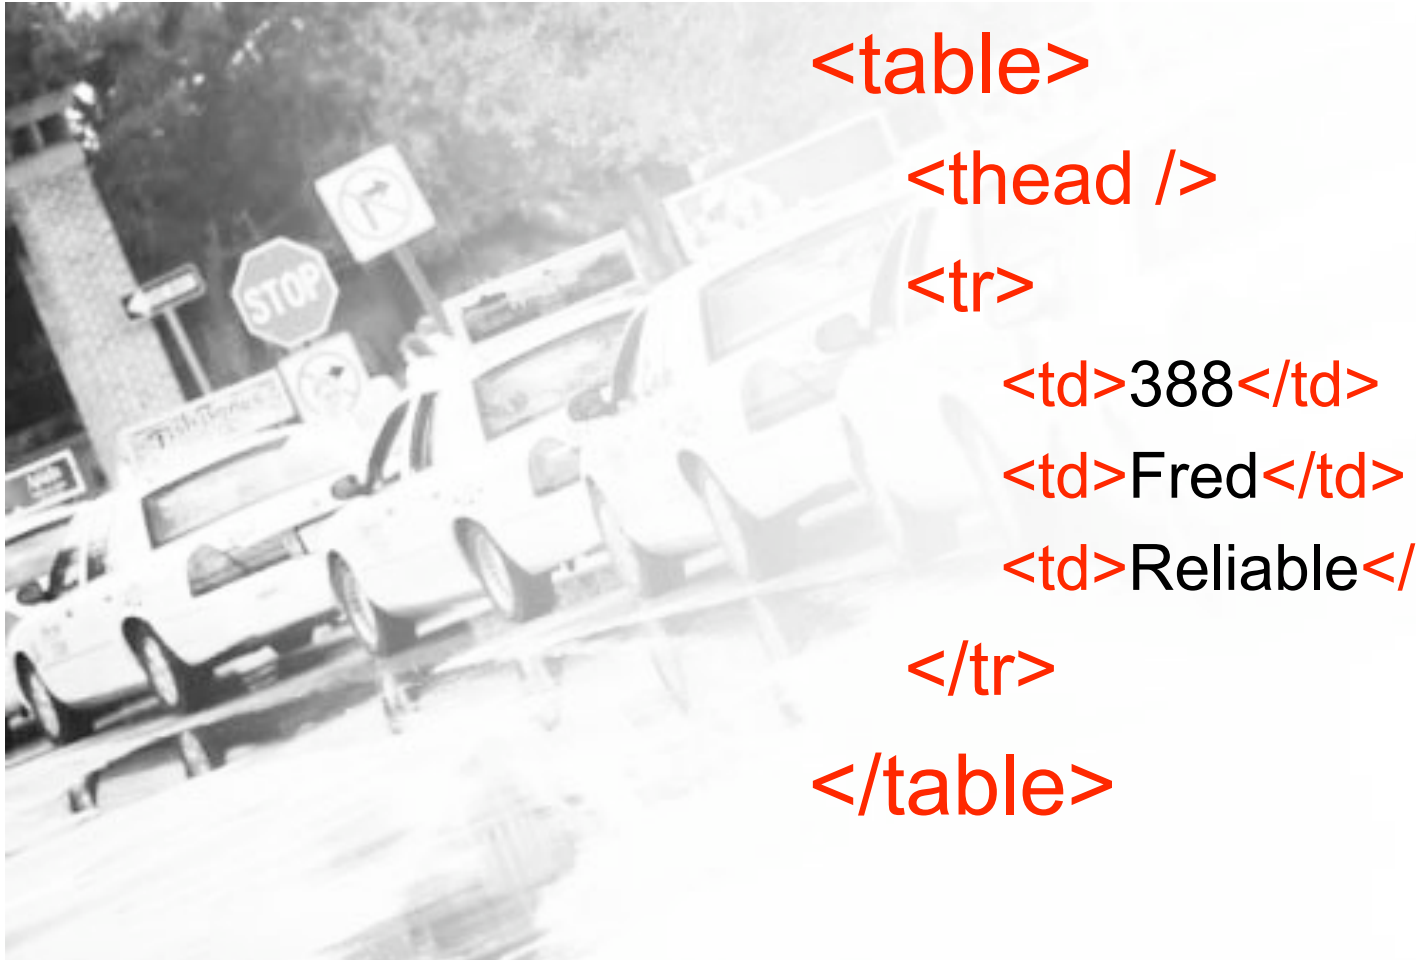 <table>
<thead />
<tr>
<td>388</td>
<td>Fred</td>
<td>Reliable</
</tr>
</table>
STOP